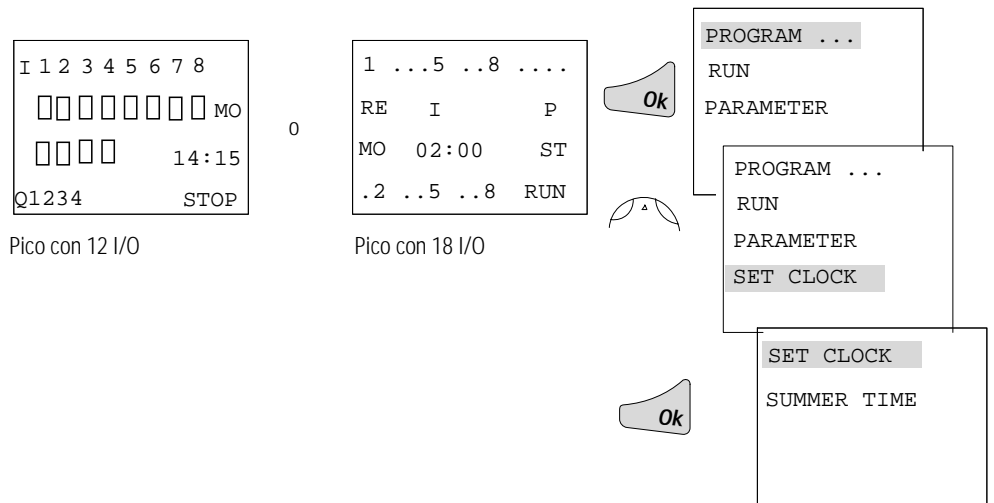 I 1 2 3 4 5 6 7 8
MO
14:15
Q1234 STOP
Pico con 12 I/O
O
1 ...5 ..8 ....
RE I P
MO 02:00 ST
.2 ..5 ..8 RUN
Pico con 18 I/O
Ok
PROGRAM ...
RUN
PARAMETER
PROGRAM ...
RUN
PARAMETER
SET CLOCK
Ok
SET CLOCK
SUMMER TIME